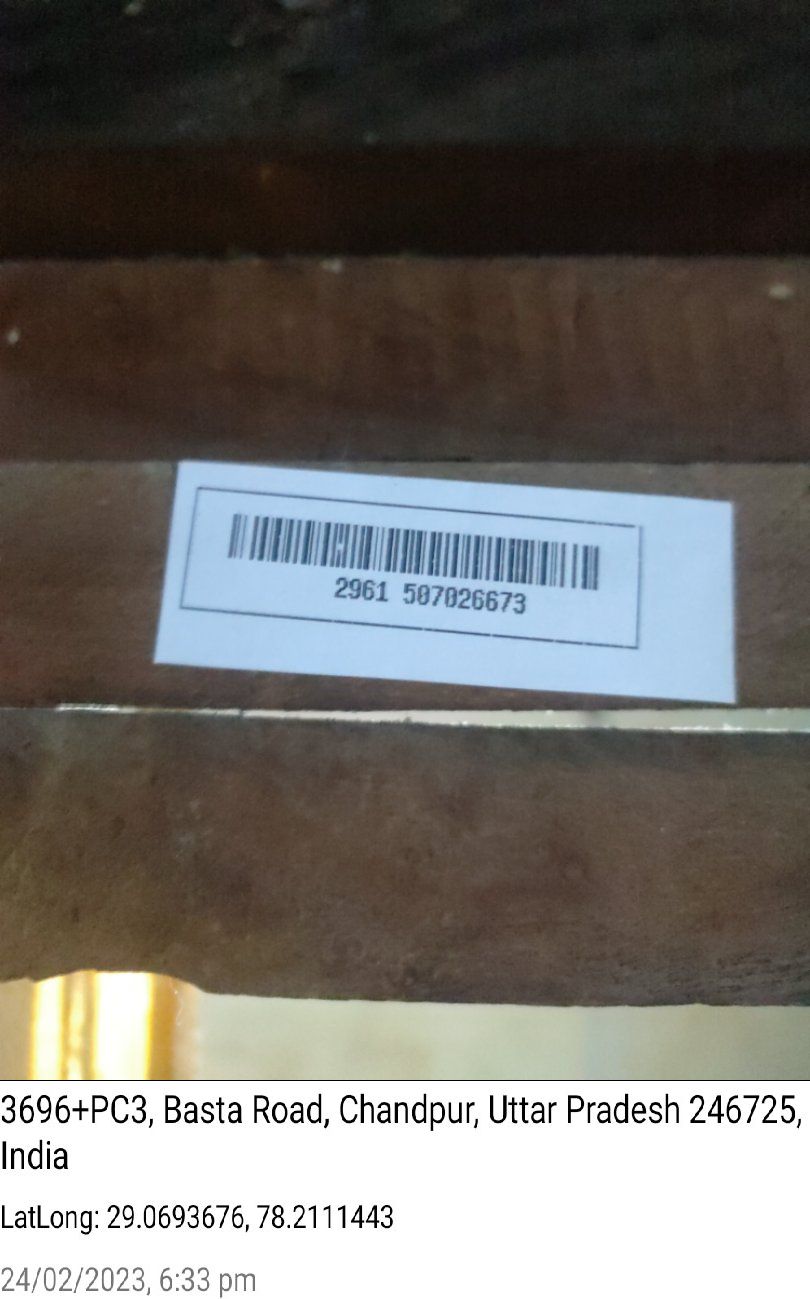 2961 507026673
3696+PC3, Basta Road, Chandpur, Uttar Pradesh 246725,
India
LatLong: 29.0693676, 78.2111443
24/02/2023, 6:33 pm